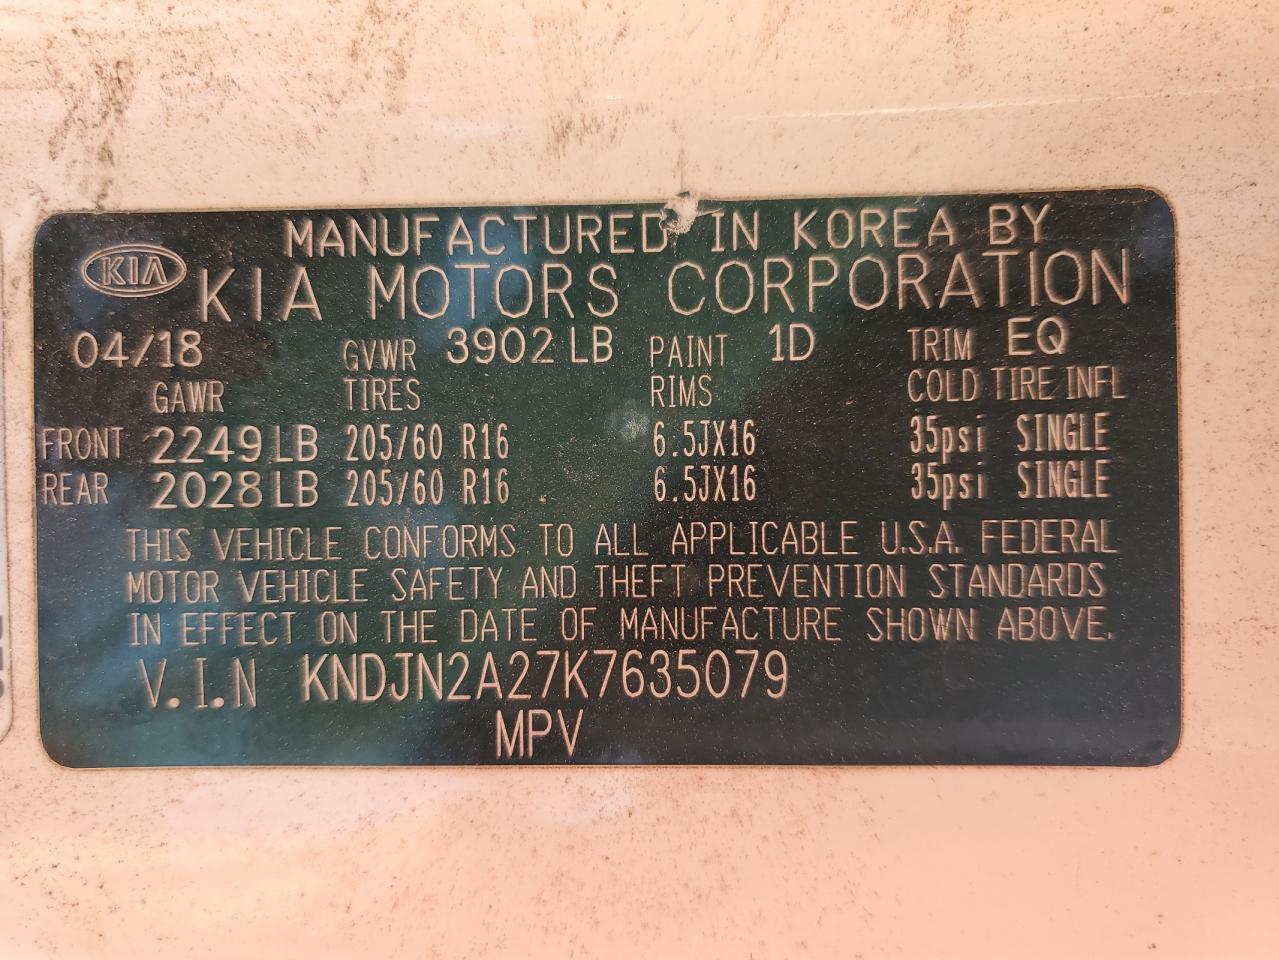 MANUFACTURED IN KOREA BY
KIA
KIA MOTORS CORPORATION
04/18 GVWR 3902 LB PAINT 1D TRIM EQ
GAWR TIRES RIMS COLD TIRE INFL
FRONT 2249 LB 205/60 R16 6.5JX16 35psi SINGLE
REAR 2028 LB 205/60 R16 6.5JX16 35psi SINGLE
THIS VEHICLE CONFORMS TO ALL APPLICABLE U.S.A. FEDERAL
MOTOR VEHICLE SAFETY AND THEFT PREVENTION STANDARDS
IN EFFECT ON THE DATE OF MANUFACTURE SHOWN ABOVE.
V.I.N KNDJN2A27K7635079
MPV